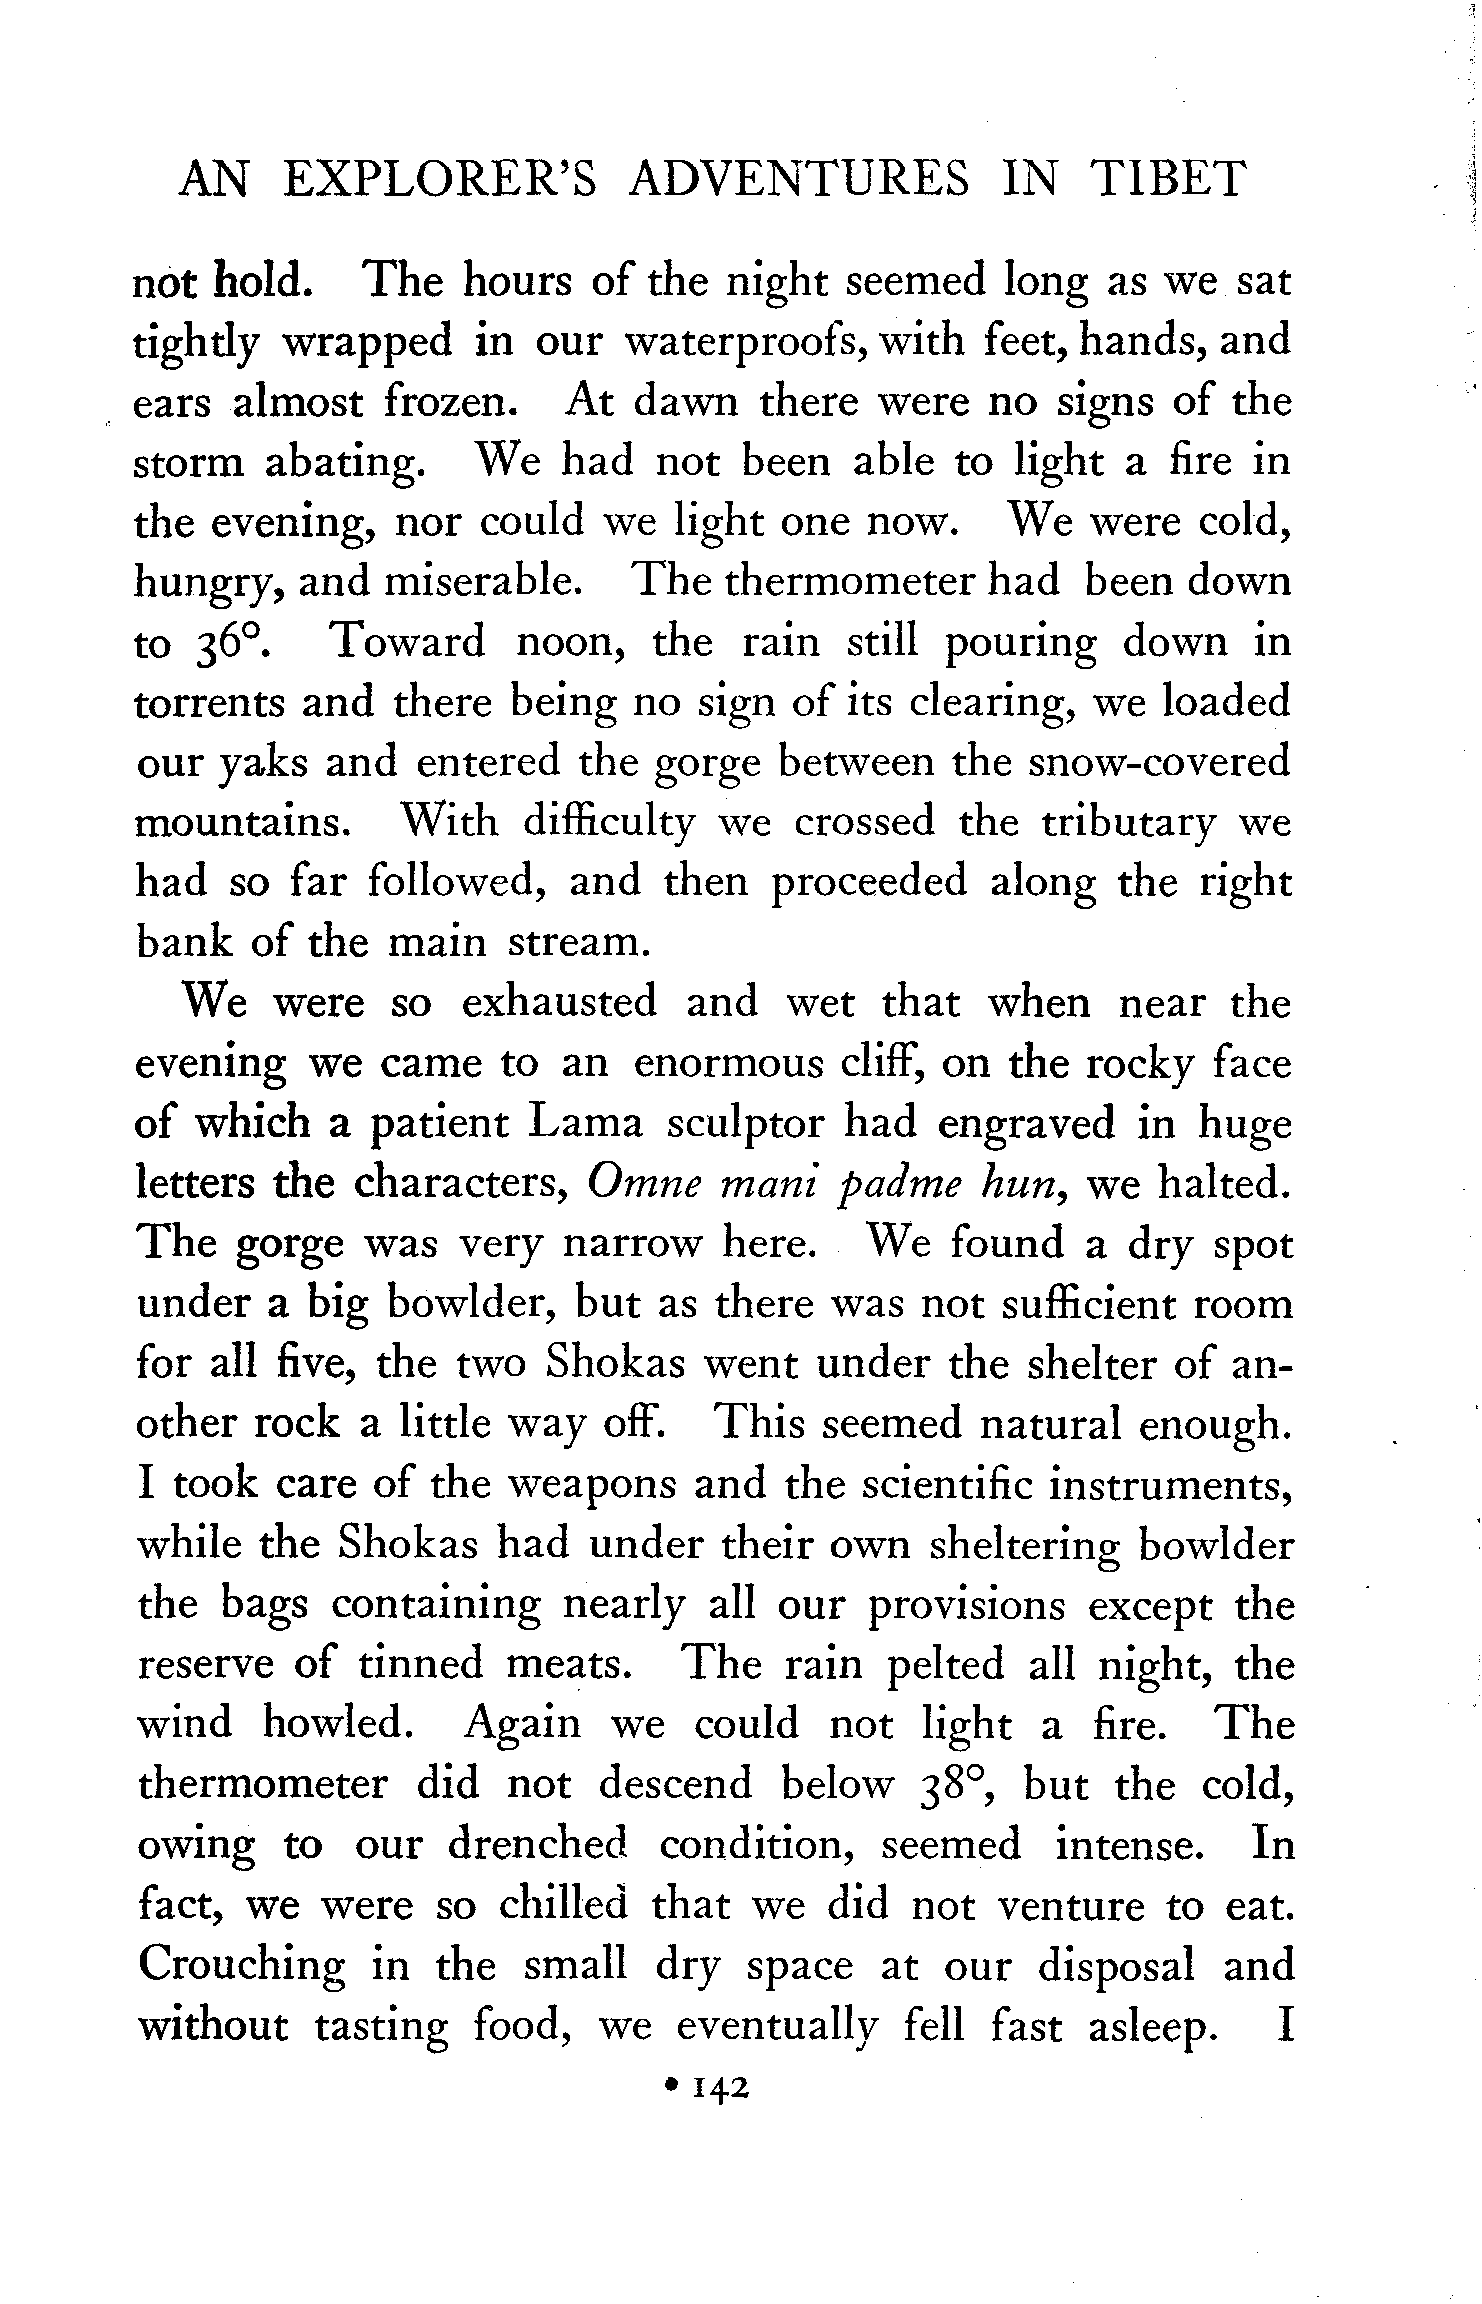 AN EXPLORER'S ADVENTURES IN TIBET
not hold. The hours of the night seemed long as we sat
tightly wrapped in our waterproofs, with feet, hands, and
ears almost frozen. At dawn there were no signs of the
storm abating. We had not been able to light a fire in
the evening, nor could we light one now. We were cold,
hungry, and miserable. The thermometer had been down
to 36°. Toward noon, the rain still pouring down in
torrents and there being no sign of its clearing, we loaded
our yaks and entered the gorge between the snow-covered
mountains. With difficulty we crossed the tributary we
had so far followed, and then proceeded along the right
bank of the main stream.
We were so exhausted and wet that when near the
evening we came to an enormous cliff, on the rocky face
of which a patient Lama sculptor had engraved in huge
letters the characters, Omne mani padme hun, we halted.
The gorge was very narrow here. We found a dry spot
under a big bowlder, but as there was not sufficient room
for all five, the two Shokas went under the shelter of an-
other rock a little way off. This seemed natural enough.
I took care of the weapons and the scientific instruments,
while the Shokas had under their own sheltering bowlder
the bags containing nearly all our provisions except the
reserve of tinned meats. The rain pelted all night, the
wind howled. Again we could not light a fire. The
thermometer did not descend below 38°, but the cold,
owing to our drenched condition, seemed intense. In
fact, we were so chilled that we did not venture to eat.
Crouching in the small dry space at our disposal and
without tasting food, we eventually fell fast asleep. I
142